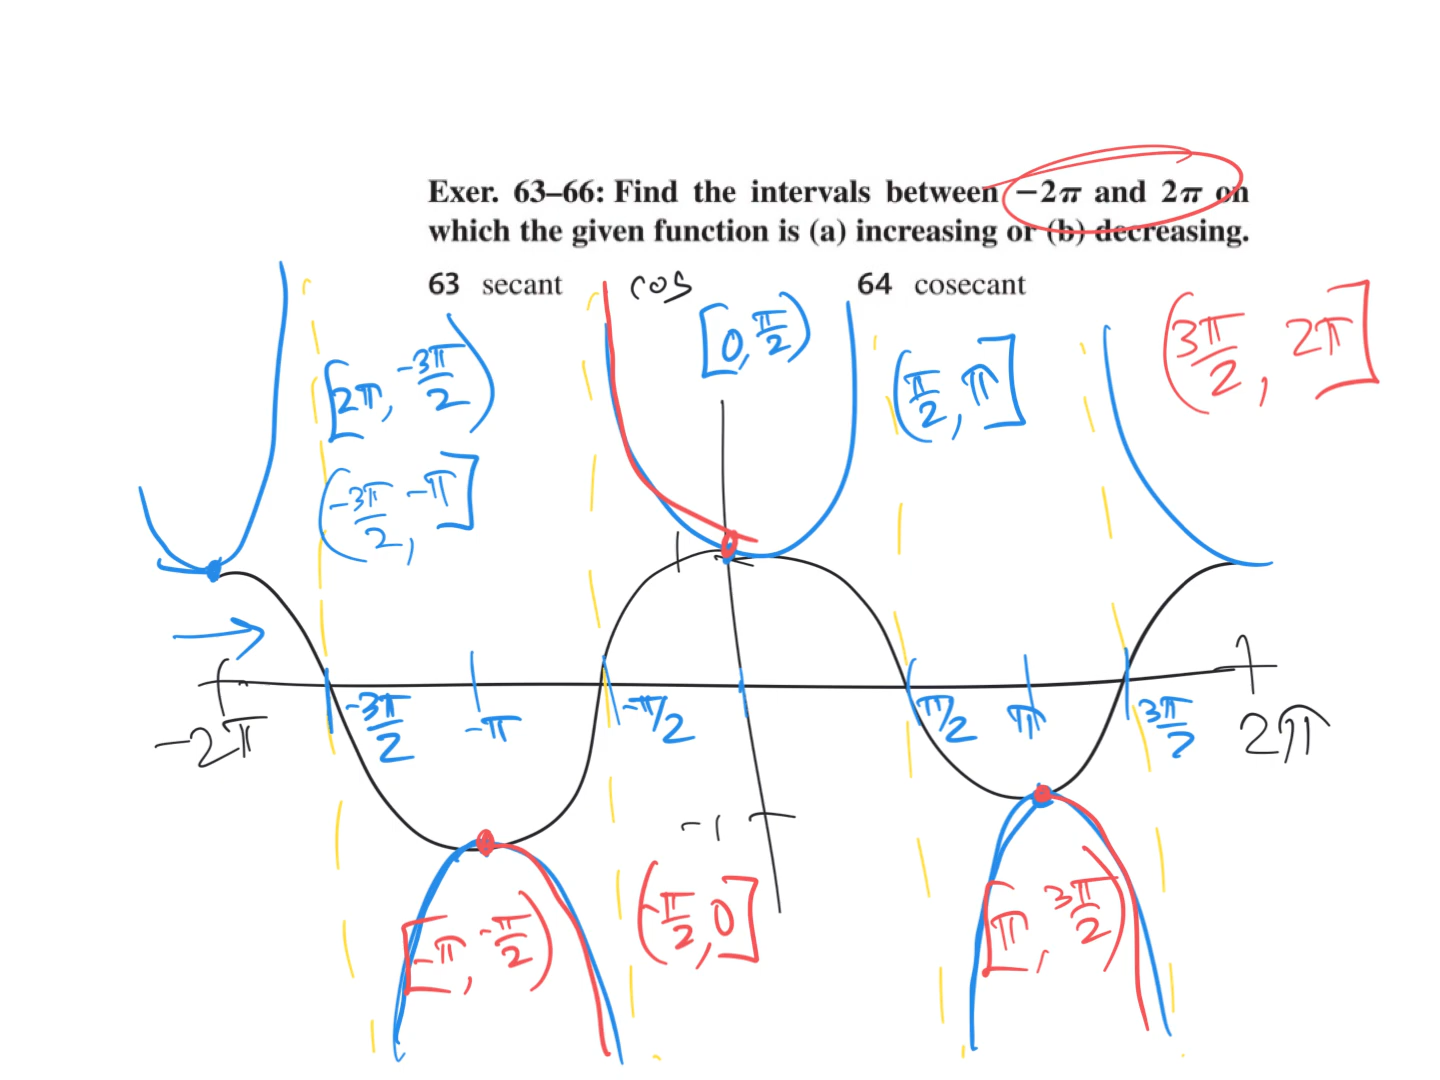 Exer. 63–66: Find the intervals between −2π and 2π on
which the given function is (a) increasing or (b) decreasing.
63 secant cos 64 cosecant
[0, π/2)
(3π/2, 2π]
[2π, -3π/2)
(π/2, π]
(-3π/2, -π]
-2π
-3π/2
-π
-π/2
π/2
π
3π/2
2π
-1
[-π, -π/2)
(-π/2, 0]
[π, 3π/2)